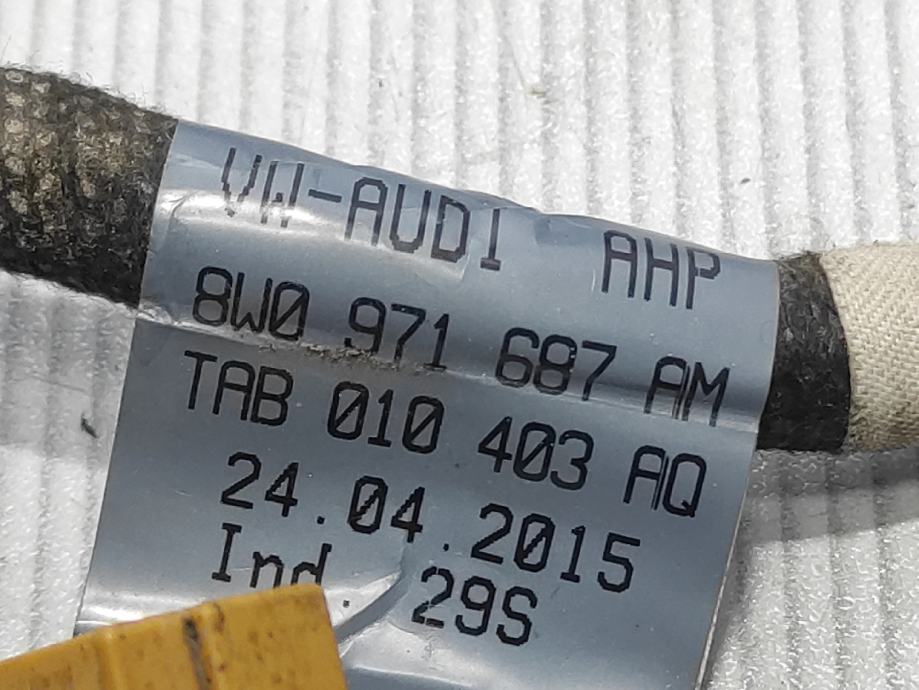 VW-AUDI AHP
8W0 971 687 AM
TAB 010 403 AQ
24.04.2015
Ind. 29S